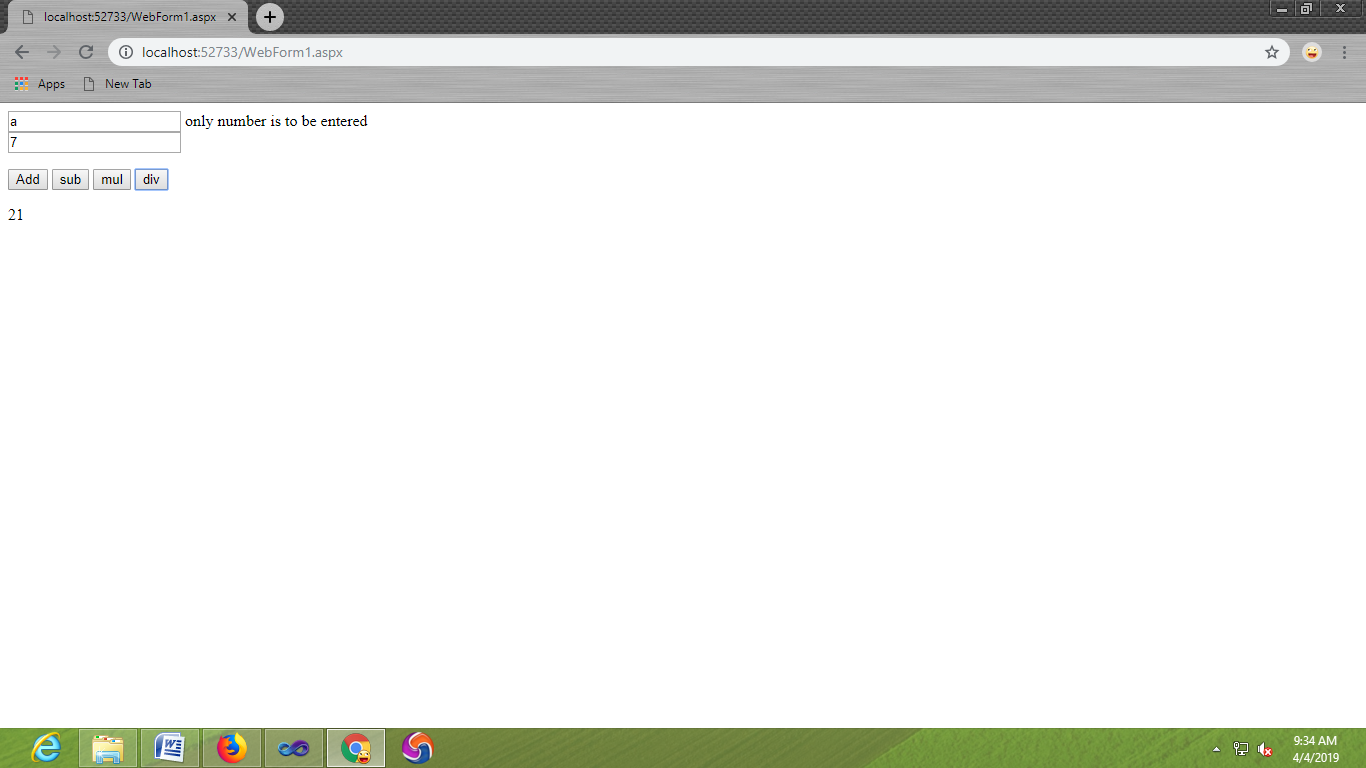 localhost:52733/WebForm1.aspx
localhost:52733/WebForm1.aspx
Apps New Tab
a only number is to be entered
7
Add sub mul div
21
9:34 AM
4/4/2019